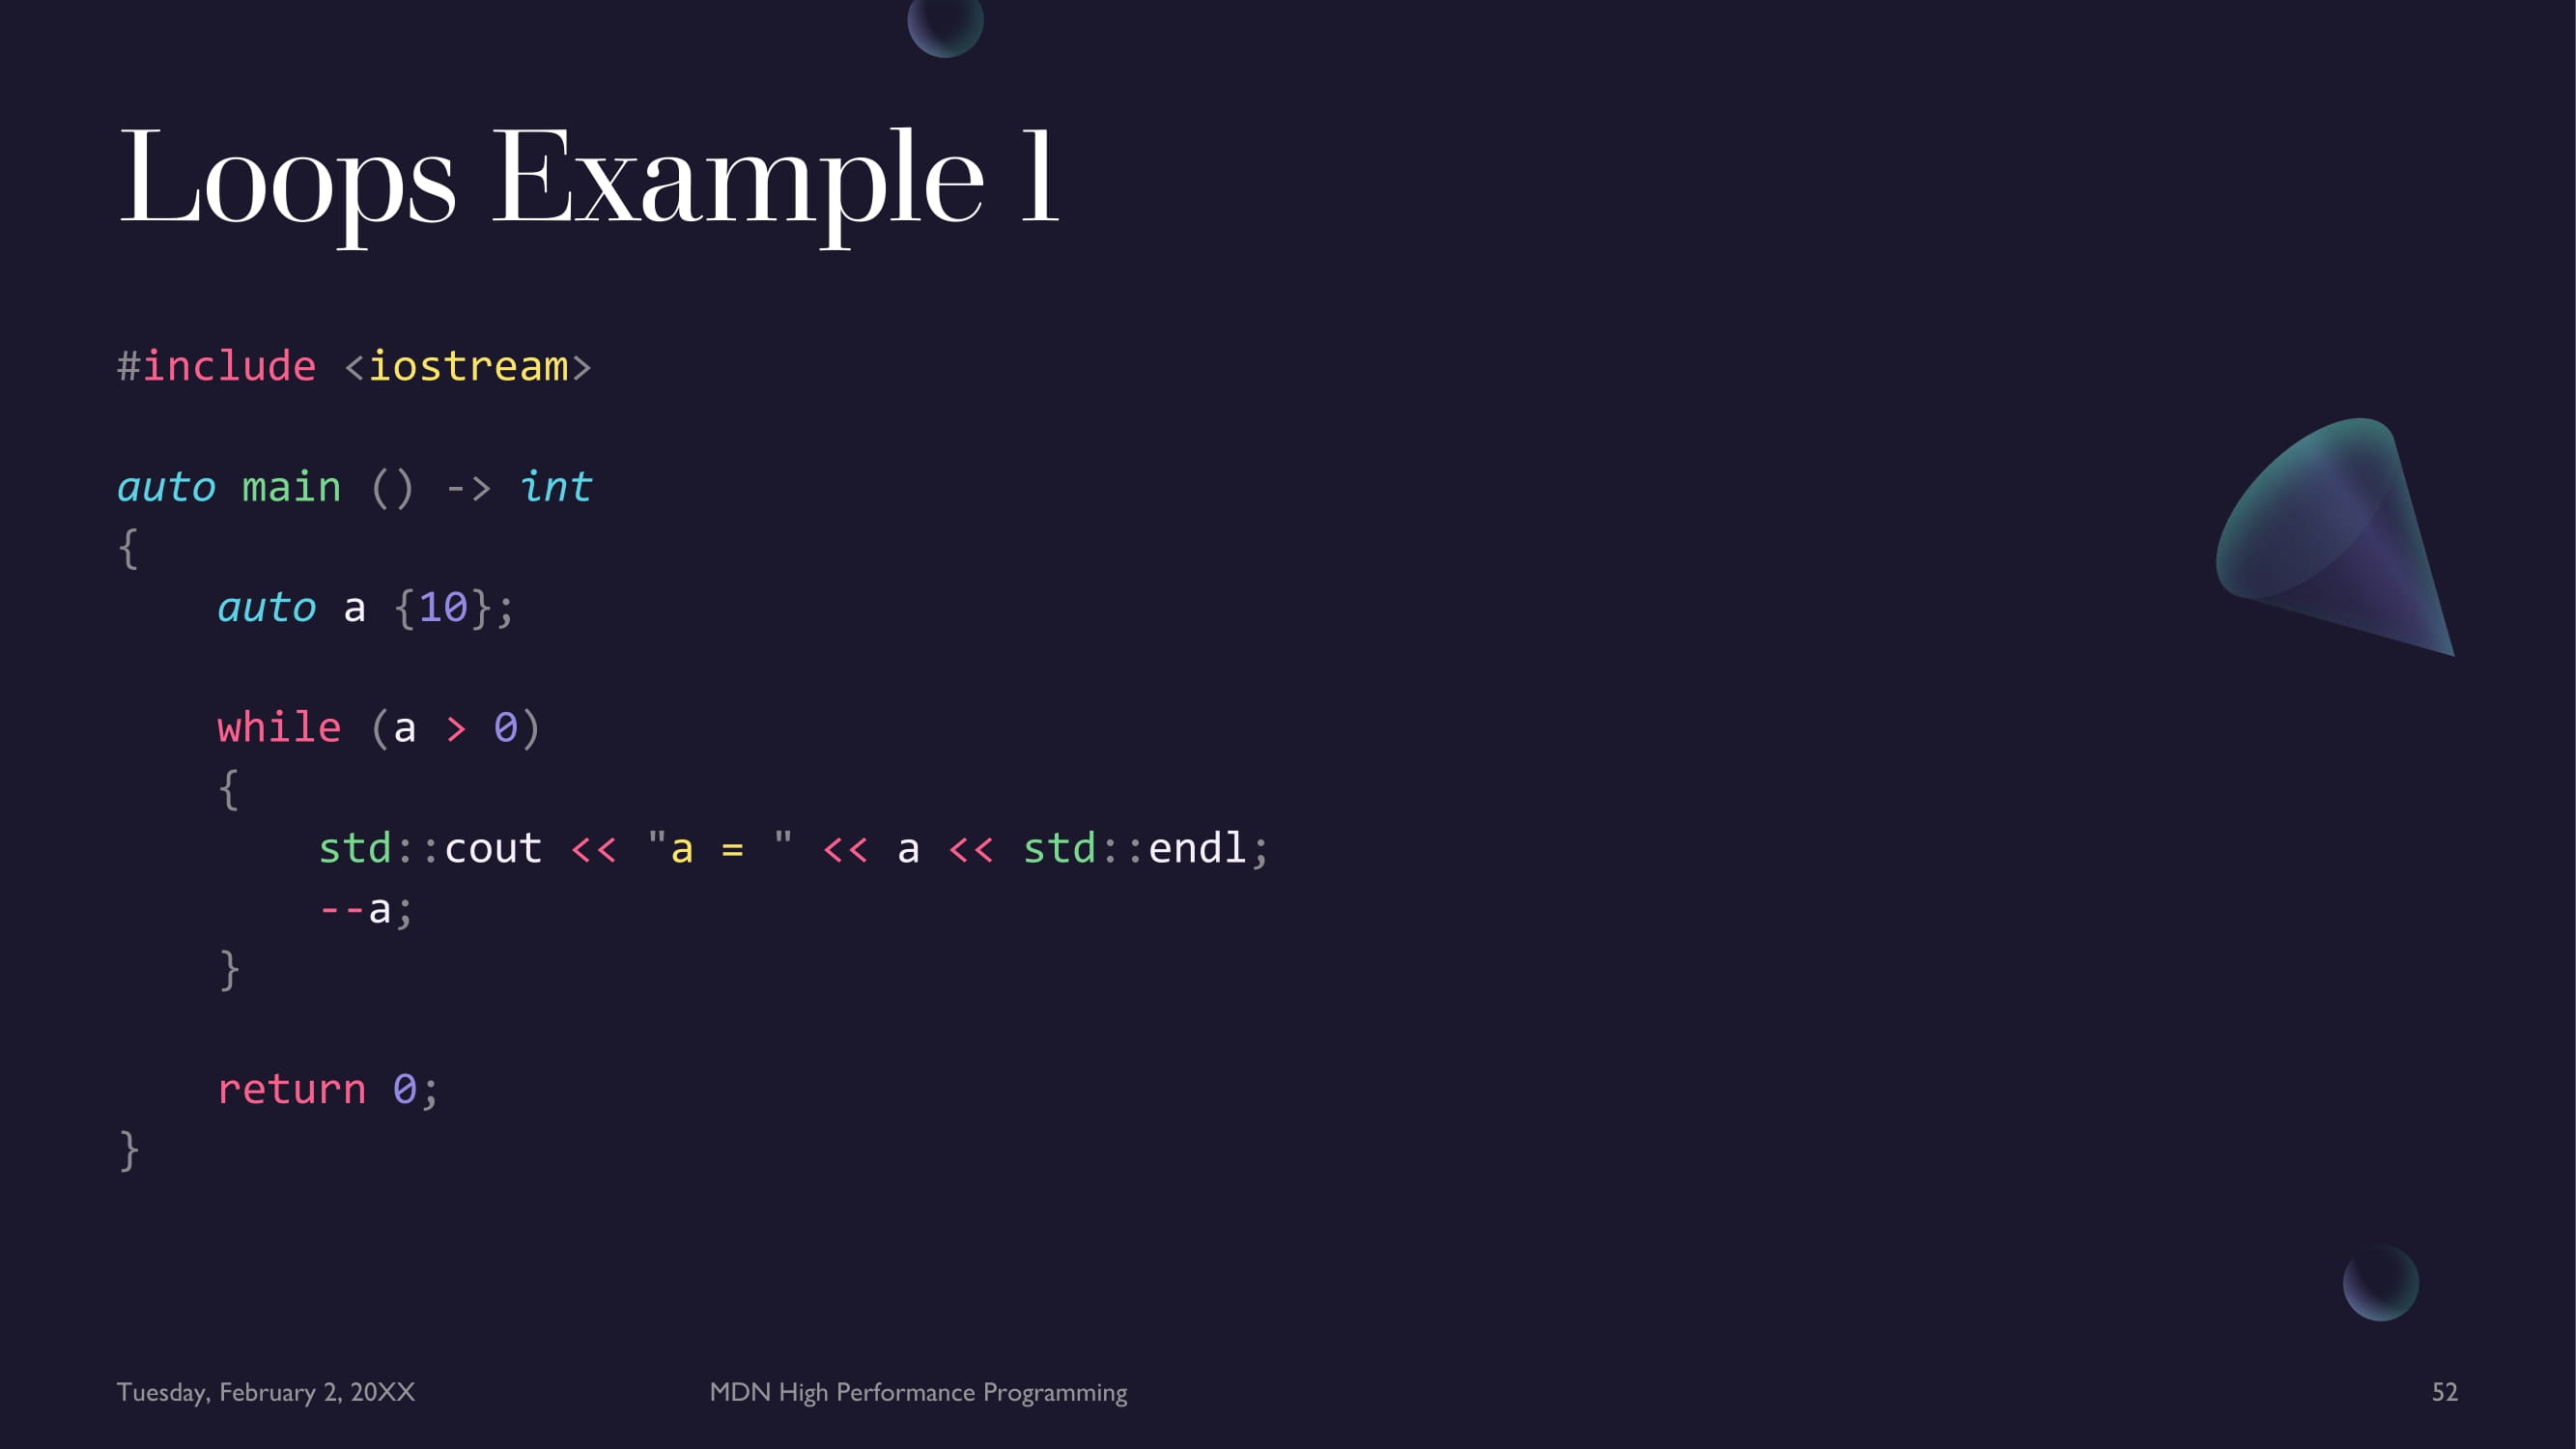 Loops Example 1
#include <iostream>
auto main () -> int
{
    auto a {10};
    while (a > 0)
    {
        std::cout << "a = " << a << std::endl;
        --a;
    }
    return 0;
}
Tuesday, February 2, 20XX
MDN High Performance Programming
52